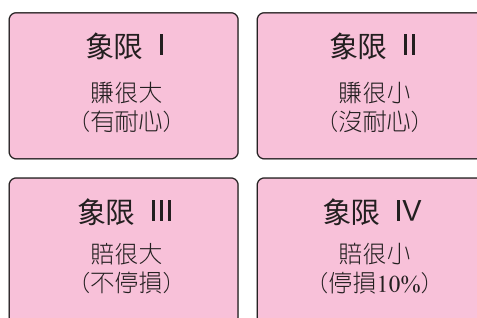 象限 I
賺很大
（有耐心）
象限 II
賺很小
（沒耐心）
象限 III
賠很大
（不停損）
象限 IV
賠很小
（停損10%）